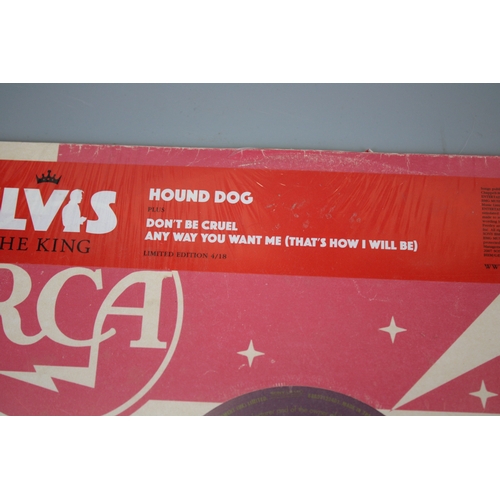 LVIS
HE KING
HOUND DOG
PLUS
DON'T BE CRUEL
ANY WAY YOU WANT ME (THAT'S HOW I WILL BE)
LIMITED EDITION 4/18
RCA